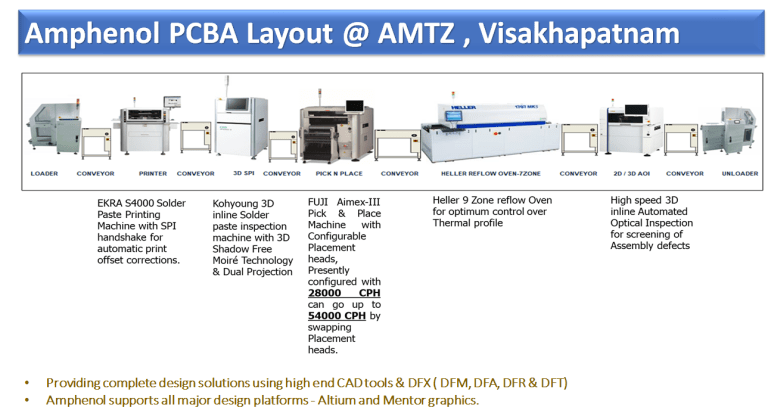 Amphenol PCBA Layout @ AMTZ , Visakhapatnam
HELLER
LOADER
CONVEYOR
PRINTER
CONVEYOR
3D SPI
CONVEYOR
PICK N PLACE
CONVEYOR
HELLER REFLOW OVEN-7ZONE
CONVEYOR
2D / 3D AOI
CONVEYOR
UNLOADER
EKRA S4000 Solder
Paste Printing
Machine with SPI
handshake for
automatic print
offset corrections.
Kohyoung 3D
inline Solder
paste inspection
machine with 3D
Shadow Free
Moiré Technology
& Dual Projection
FUJI Aimex-III
Pick & Place
Machine with
Configurable
Placement
heads,
Presently
configured with
28000 CPH
can go up to
54000 CPH by
swapping
Placement
heads.
Heller 9 Zone reflow Oven
for optimum control over
Thermal profile
High speed 3D
inline Automated
Optical Inspection
for screening of
Assembly defects
• Providing complete design solutions using high end CAD tools & DFX ( DFM, DFA, DFR & DFT)
• Amphenol supports all major design platforms - Altium and Mentor graphics.